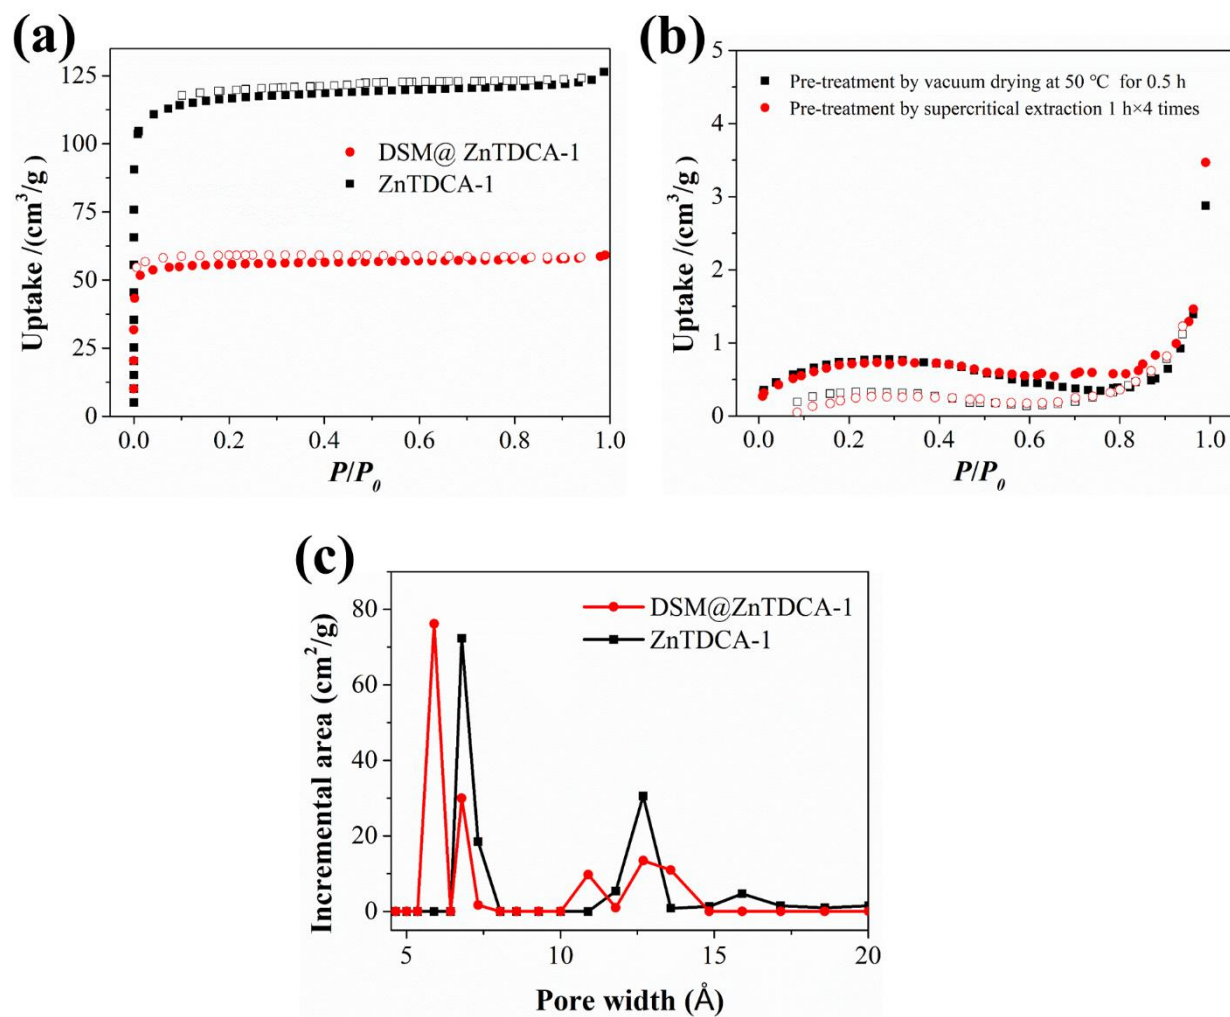 (a)
Uptake /(cm³/g)
125
100
75
50
25
0
DSM@ ZnTDCA-1
ZnTDCA-1
0.0 0.2 0.4 0.6 0.8 1.0
P/P₀
(b)
Uptake /(cm³/g)
5
4
3
2
1
0
Pre-treatment by vacuum drying at 50 °C for 0.5 h
Pre-treatment by supercritical extraction 1 h×4 times
0.0 0.2 0.4 0.6 0.8 1.0
P/P₀
(c)
Incremental area (cm²/g)
80
60
40
20
0
DSM@ZnTDCA-1
ZnTDCA-1
5 10 15 20
Pore width (Å)